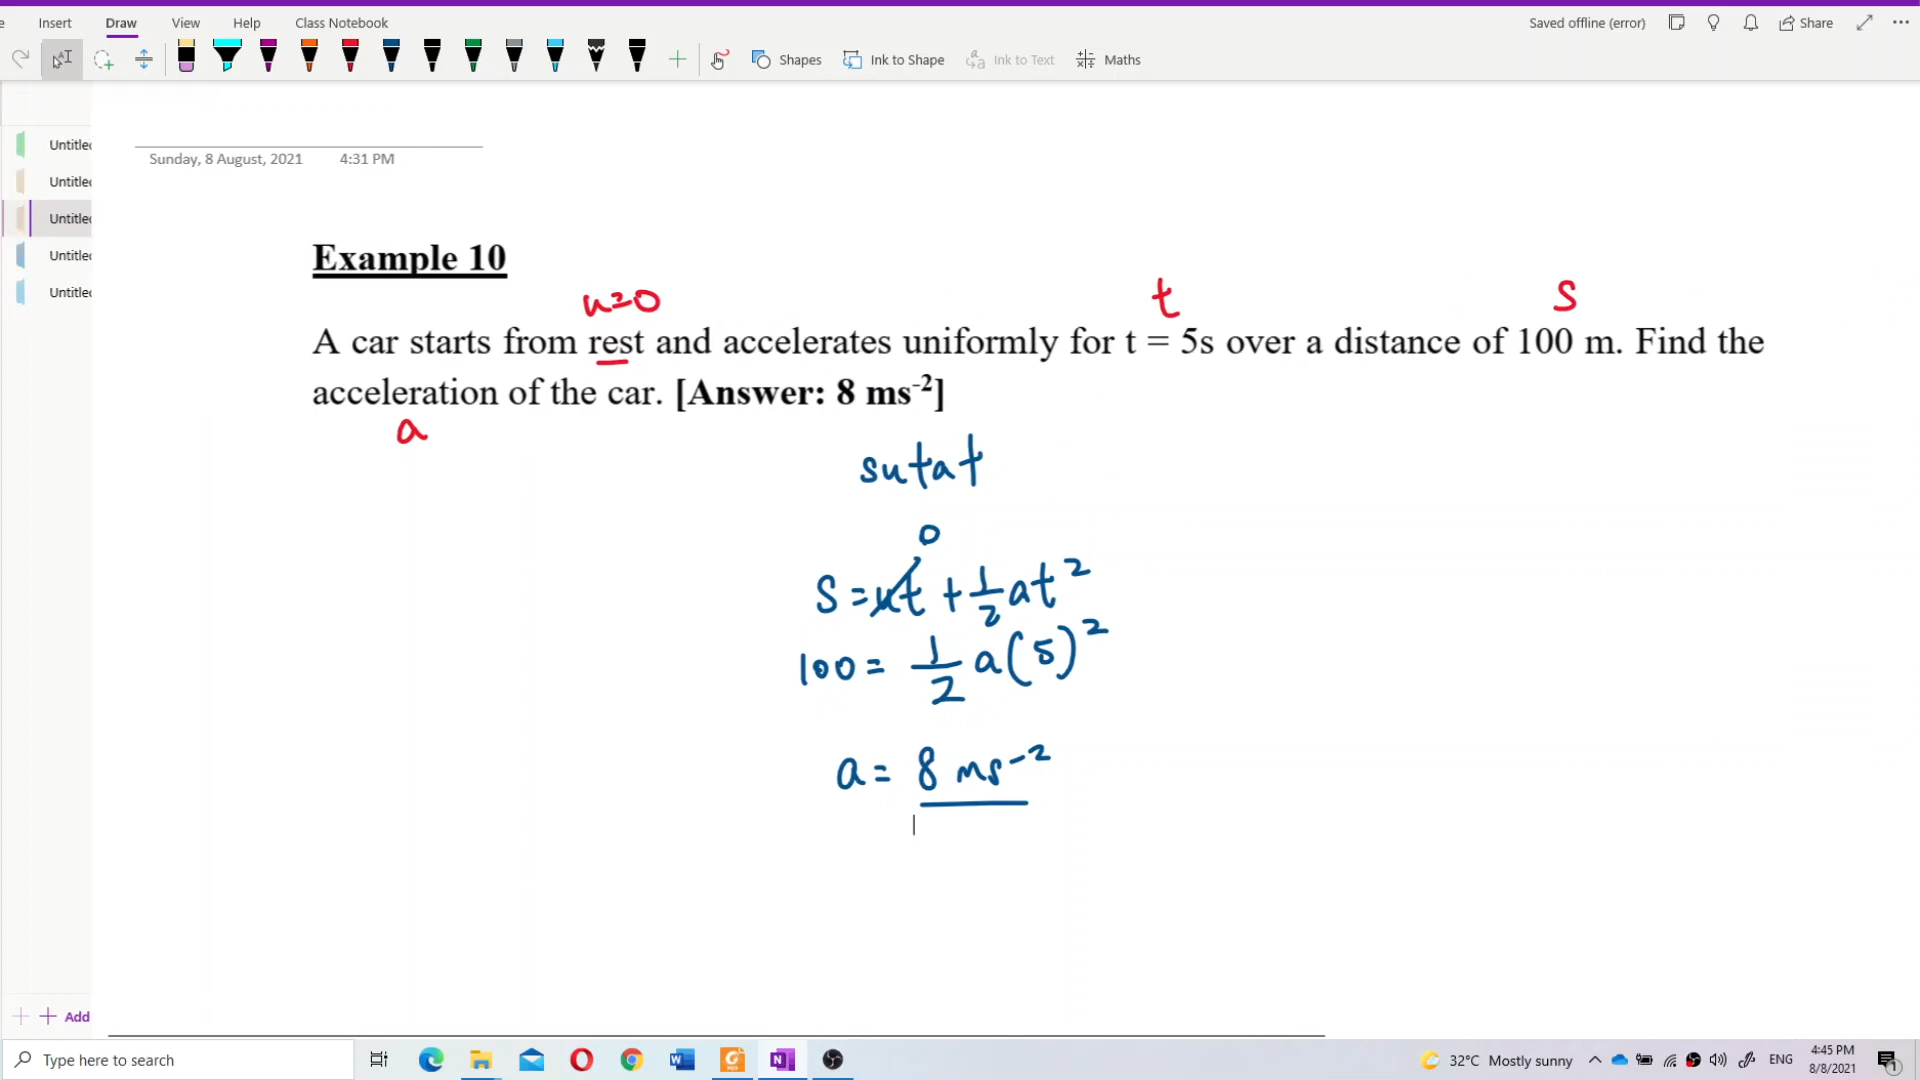 Insert Draw View Help Class Notebook Saved offline (error) Share
Shapes Ink to Shape Ink to Text Maths
Sunday, 8 August, 2021 4:31 PM
Untitled
Untitled
Untitled
Untitled
Untitled
Example 10
u=0 t s
A car starts from rest and accelerates uniformly for t = 5s over a distance of 100 m. Find the
acceleration of the car. [Answer: 8 ms⁻²]
a
sutat
0
S = ut + 1/2 at²
100 = 1/2 a(5)²
a = 8 ms⁻²
Add
Type here to search 32°C Mostly sunny ENG 4:45 PM
8/8/2021